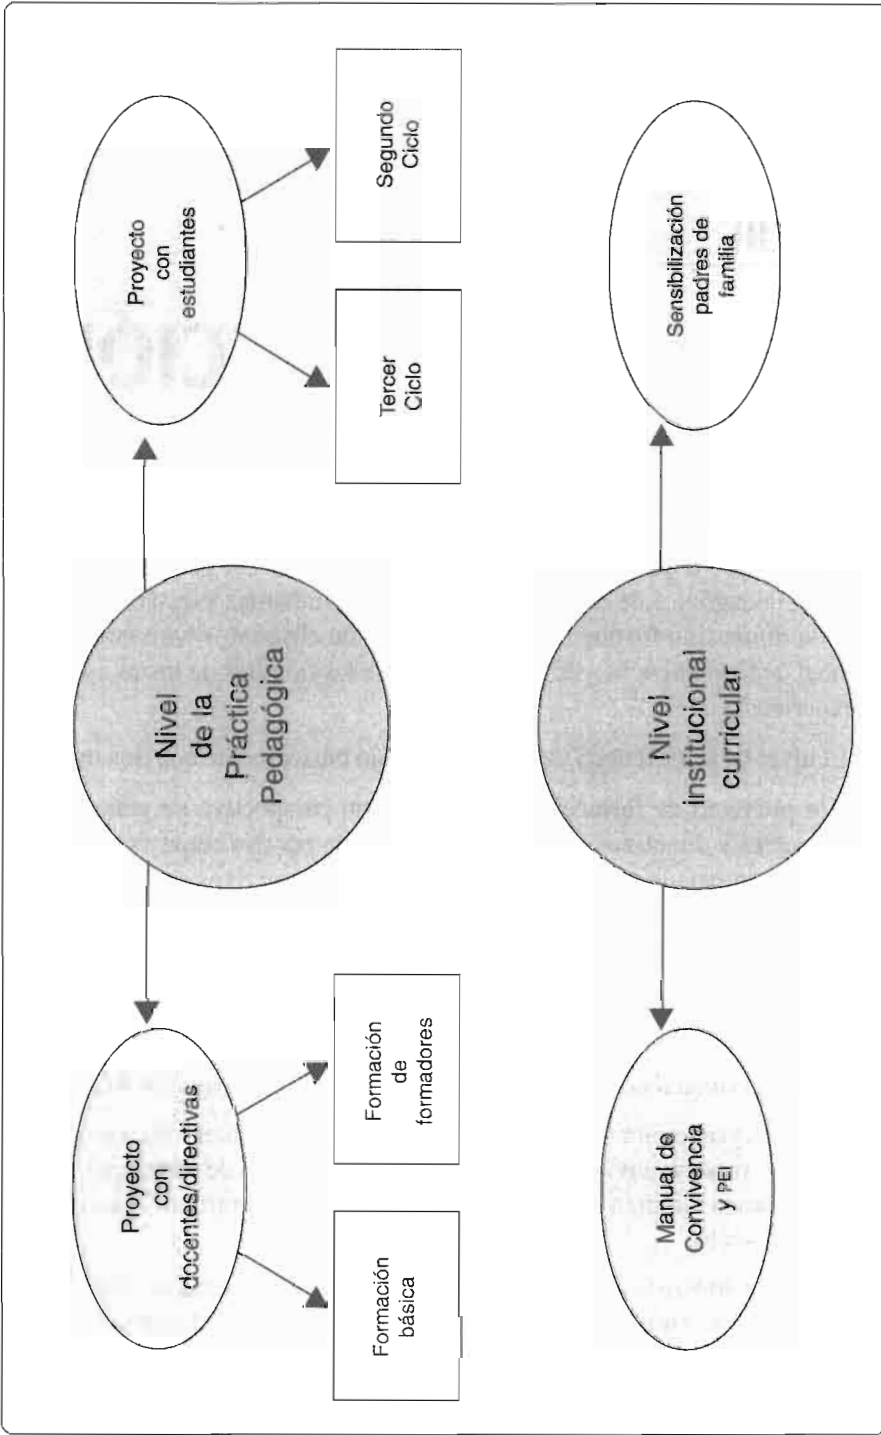 Proyecto
con
docentes/directivas
Nivel
de la
Práctica
Pedagógica
Proyecto
con
estudiantes
Formación
básica
Formación
de
formadores
Tercer
Ciclo
Segundo
Ciclo
Manual de
Convivencia
y PEI
Nivel
institucional
curricular
Sensibilización
padres de
familia